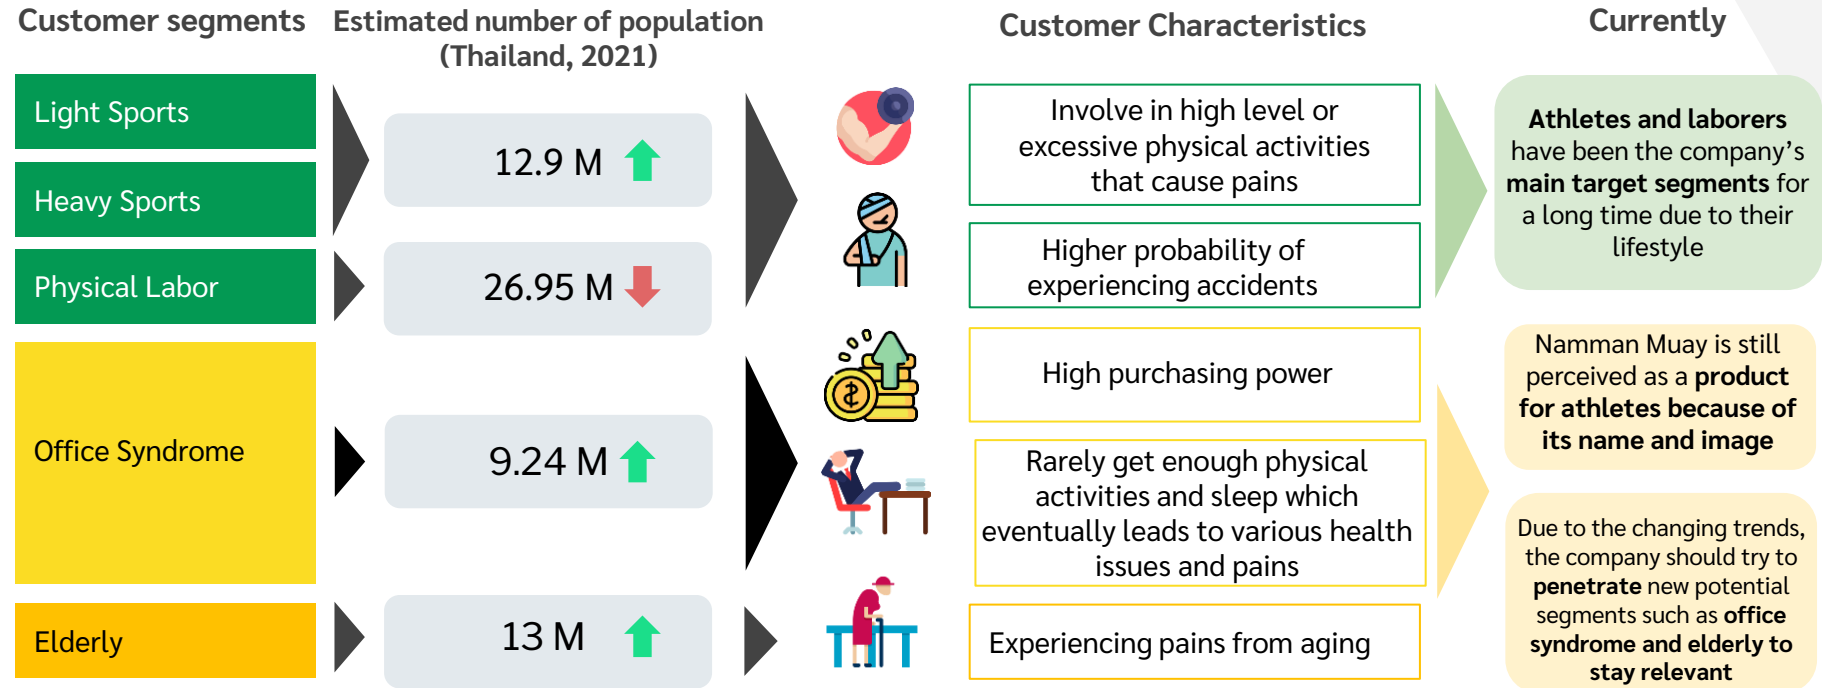 Customer segments
Estimated number of population
(Thailand, 2021)
Customer Characteristics
Currently
Light Sports
Heavy Sports
Physical Labor
Office Syndrome
Elderly
12.9 M
26.95 M
9.24 M
13 M
Involve in high level or
excessive physical activities
that cause pains
Higher probability of
experiencing accidents
High purchasing power
Rarely get enough physical
activities and sleep which
eventually leads to various health
issues and pains
Experiencing pains from aging
Athletes and laborers
have been the company's
main target segments for
a long time due to their
lifestyle
Namman Muay is still
perceived as a product
for athletes because of
its name and image
Due to the changing trends,
the company should try to
penetrate new potential
segments such as office
syndrome and elderly to
stay relevant